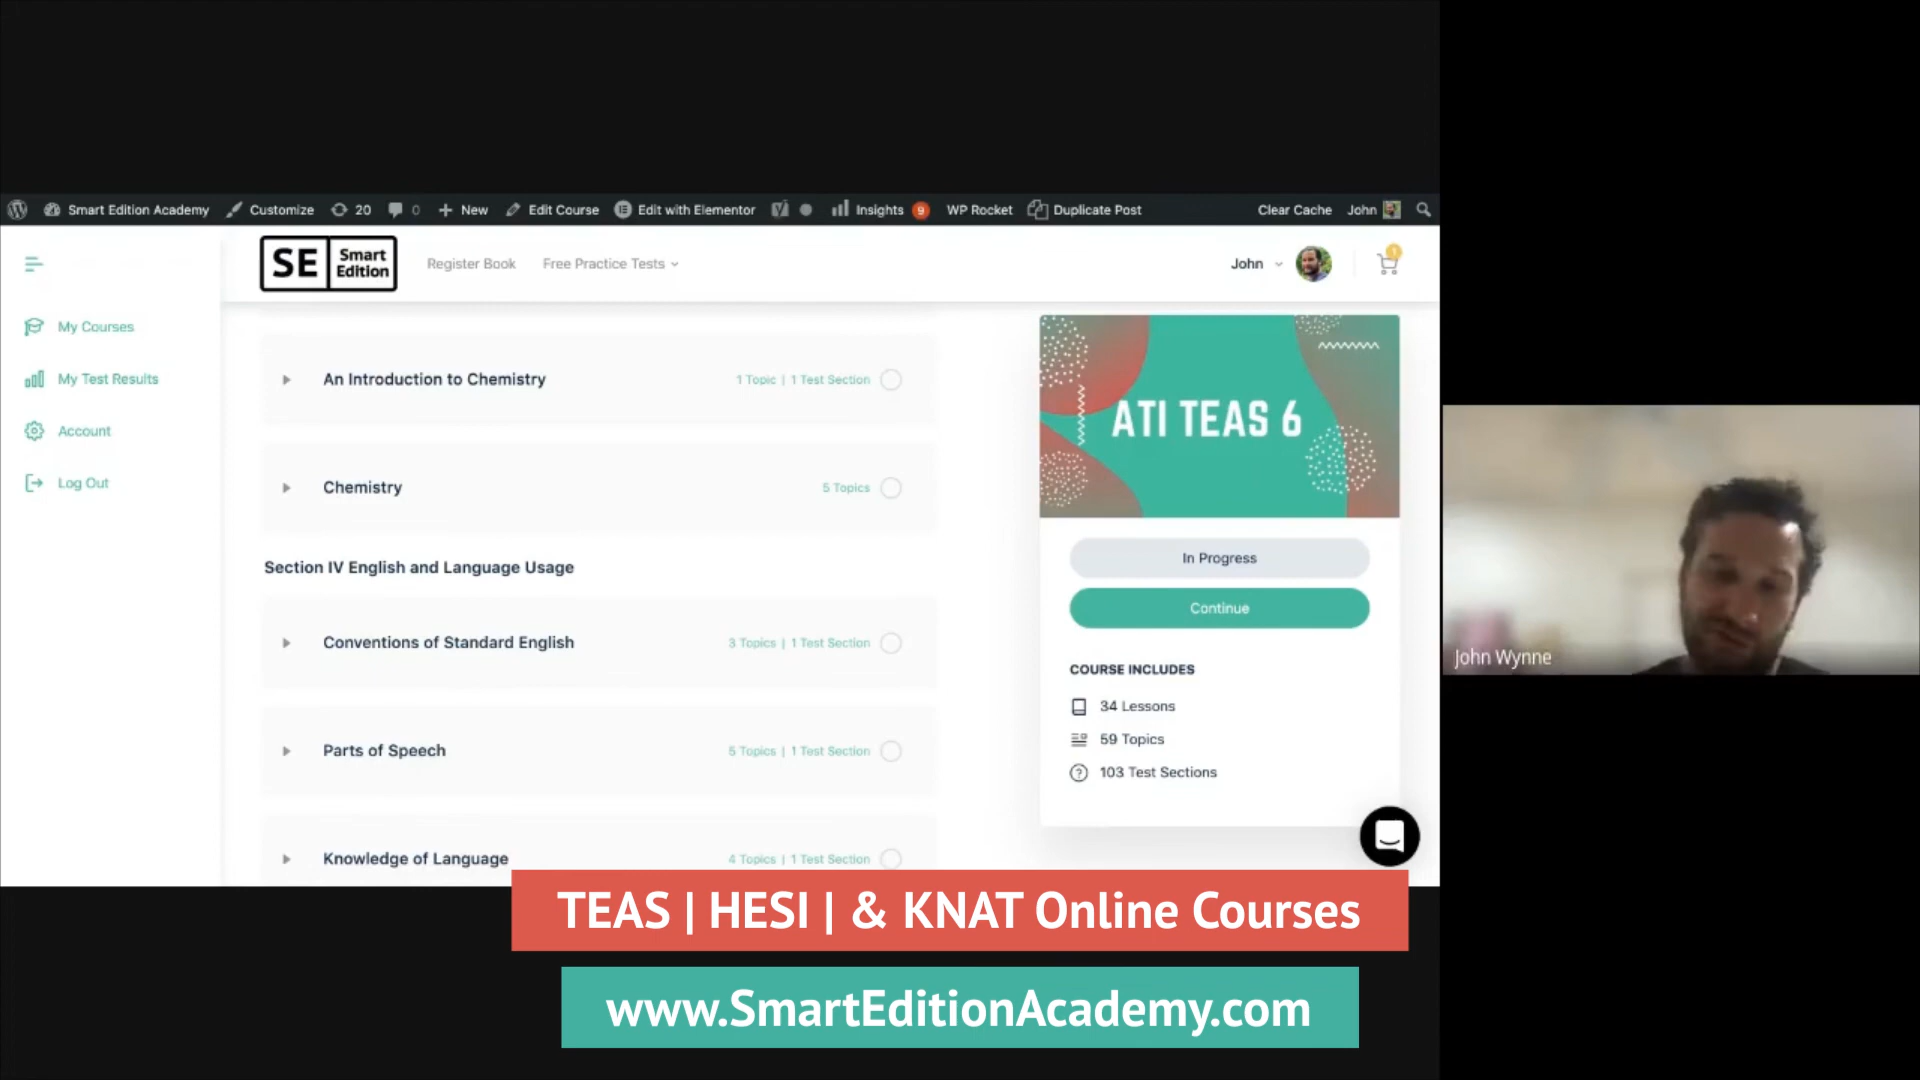 Smart Edition Academy Customize 20 0 New Edit Course Edit with Elementor Insights 9 WP Rocket Duplicate Post Clear Cache John
SE Smart Edition
Register Book Free Practice Tests John 1
My Courses
My Test Results
Account
Log Out
An Introduction to Chemistry 1 Topic | 1 Test Section
Chemistry 5 Topics
Section IV English and Language Usage
Conventions of Standard English 3 Topics | 1 Test Section
Parts of Speech 5 Topics | 1 Test Section
Knowledge of Language 4 Topics | 1 Test Section
ATI TEAS 6
In Progress
Continue
COURSE INCLUDES
34 Lessons
59 Topics
103 Test Sections
John Wynne
TEAS | HESI | & KNAT Online Courses
www.SmartEditionAcademy.com